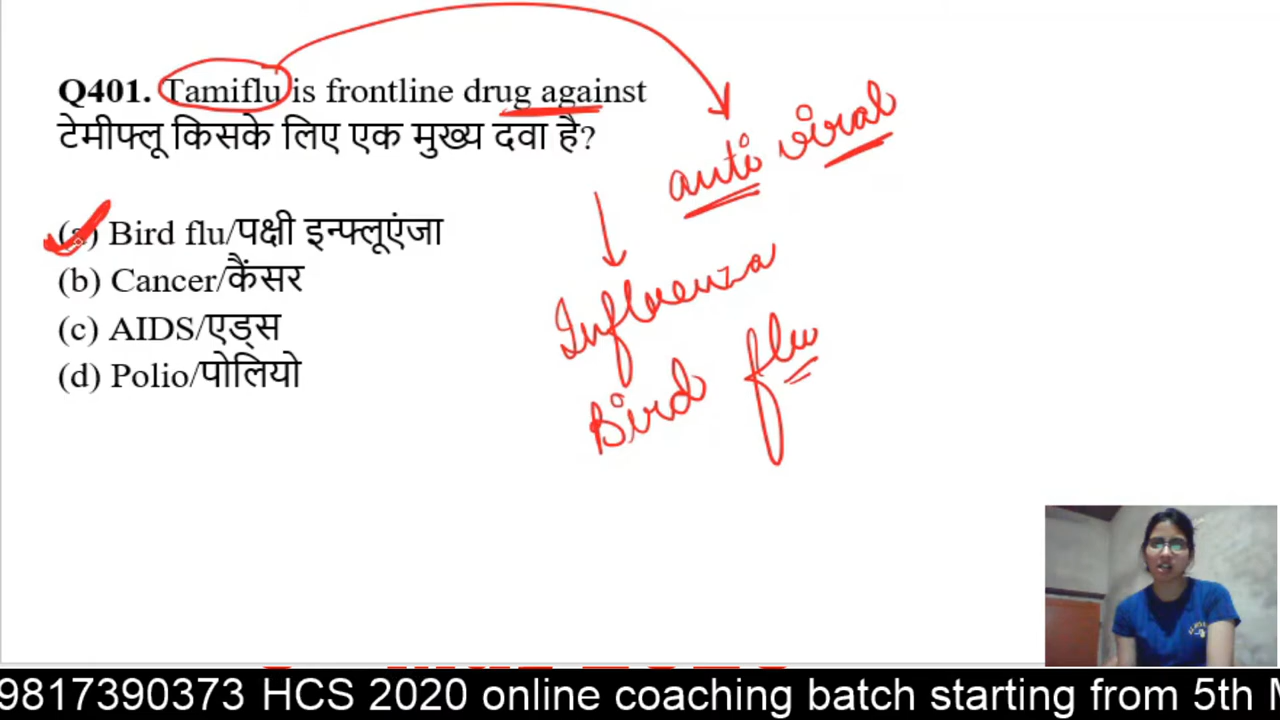 Q401. Tamiflu is frontline drug against
टेमीफ्लू किसके लिए एक मुख्य दवा है?
anti viral
(a) Bird flu/पक्षी इन्फ्लूएंजा
(b) Cancer/कैंसर
(c) AIDS/एड्स
(d) Polio/पोलियो
Influenza
Bird flu
9817390373 HCS 2020 online coaching batch starting from 5th